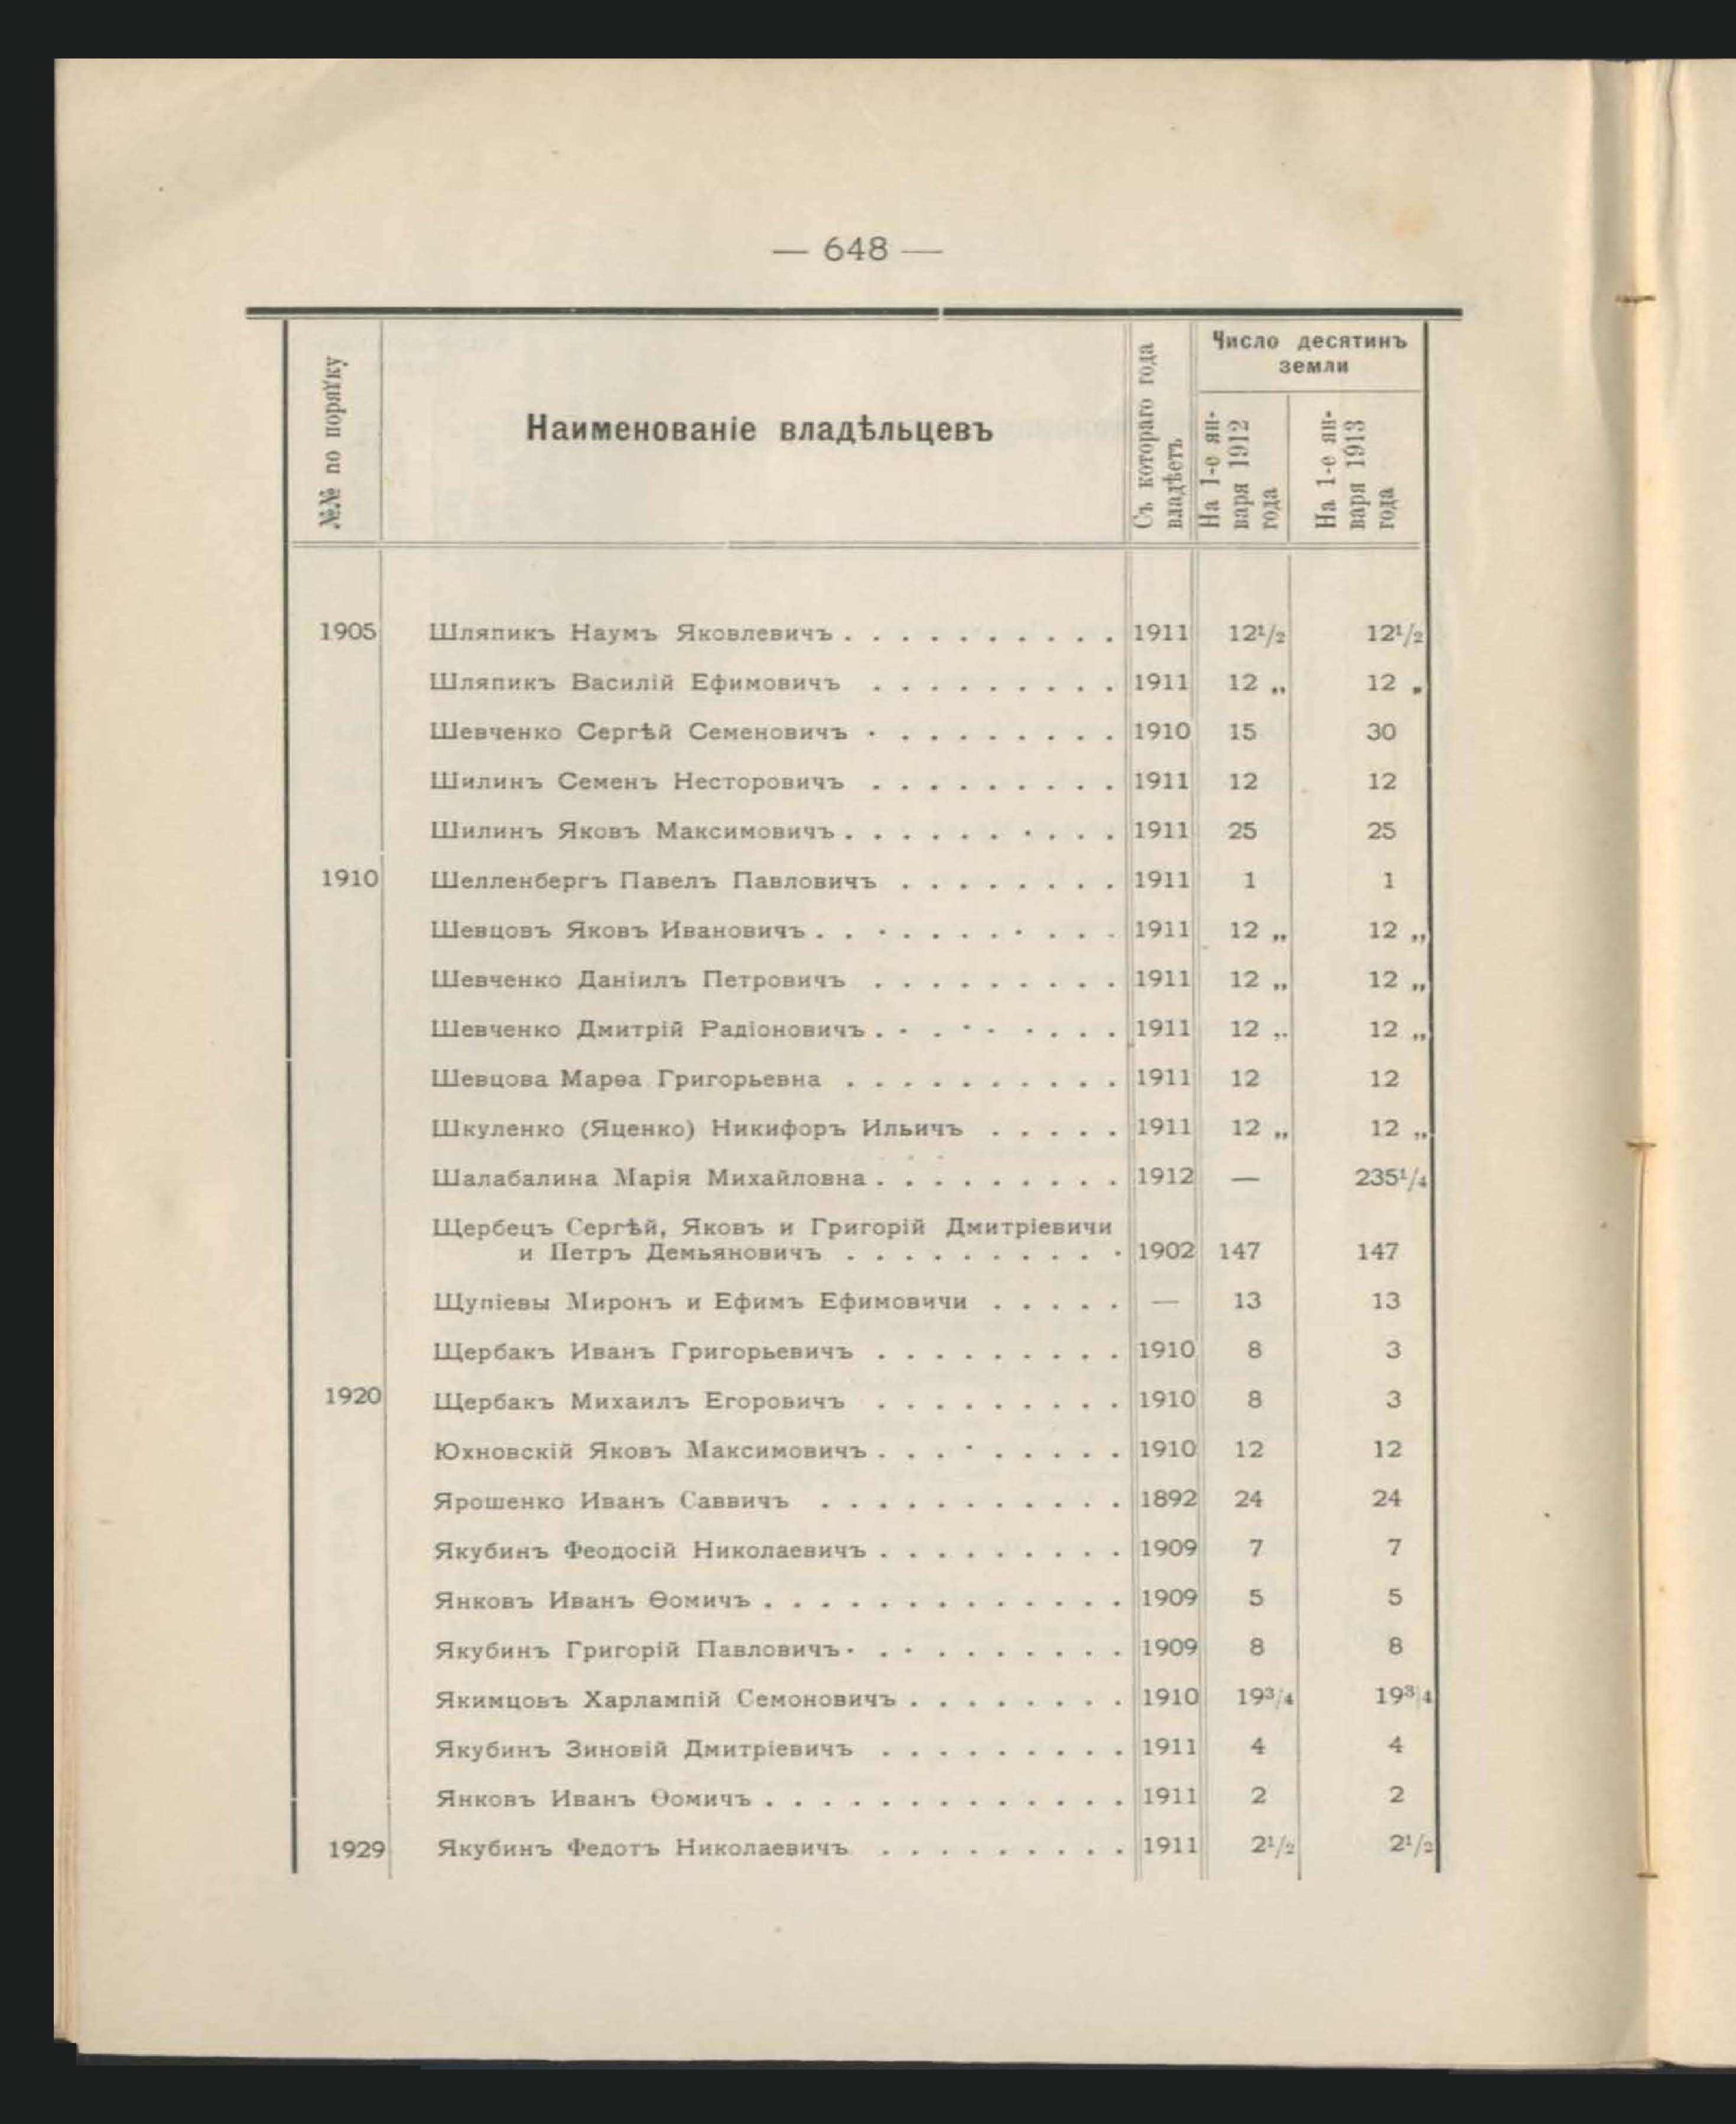 — 648 —
№№ по порядку
Наименованіе владѣльцевъ
Съ котораго года владѣетъ
Число десятинъ земли
На 1-е января 1912 года
На 1-е января 1913 года
1905 Шляпикъ Наумъ Яковлевичъ . . . . . . . . . . 1911 12¹/₂ 12¹/₂
Шляпикъ Василій Ефимовичъ . . . . . . . . . 1911 12 „ 12 „
Шевченко Сергѣй Семеновичъ . . . . . . . . . 1910 15 30
Шилинъ Семенъ Несторовичъ . . . . . . . . . 1911 12 12
Шилинъ Яковъ Максимовичъ . . . . . . . . . . 1911 25 25
1910 Шелленбергъ Павелъ Павловичъ . . . . . . . . 1911 1 1
Шевцовъ Яковъ Ивановичъ . . . . . . . . . . . 1911 12 „ 12 „
Шевченко Даніилъ Петровичъ . . . . . . . . . 1911 12 „ 12 „
Шевченко Дмитрій Радіоновичъ . . . . . . . . . 1911 12 „ 12 „
Шевцова Марѳа Григорьевна . . . . . . . . . . 1911 12 12
Шкуленко (Яценко) Никифоръ Ильичъ . . . . . 1911 12 „ 12 „
Шалабалина Марія Михайловна . . . . . . . . . 1912 — 235¹/₄
Щербецъ Сергѣй, Яковъ и Григорій Дмитріевичи
и Петръ Демьяновичъ . . . . . . . . . . 1902 147 147
Щупіевы Миронъ и Ефимъ Ефимовичи . . . . . — 13 13
Щербакъ Иванъ Григорьевичъ . . . . . . . . . 1910 8 3
1920 Щербакъ Михаилъ Егоровичъ . . . . . . . . . 1910 8 3
Юхновскій Яковъ Максимовичъ . . . . . . . . . 1910 12 12
Ярошенко Иванъ Саввичъ . . . . . . . . . . . 1892 24 24
Якубинъ Феодосій Николаевичъ . . . . . . . . . 1909 7 7
Янковъ Иванъ Ѳомичъ . . . . . . . . . . . . . 1909 5 5
Якубинъ Григорій Павловичъ . . . . . . . . . . 1909 8 8
Якимцовъ Харлампій Семоновичъ . . . . . . . . 1910 19³/₄ 19³/₄
Якубинъ Зиновій Дмитріевичъ . . . . . . . . . 1911 4 4
Янковъ Иванъ Ѳомичъ . . . . . . . . . . . . . 1911 2 2
1929 Якубинъ Федотъ Николаевичъ . . . . . . . . . 1911 2¹/₂ 2¹/₂